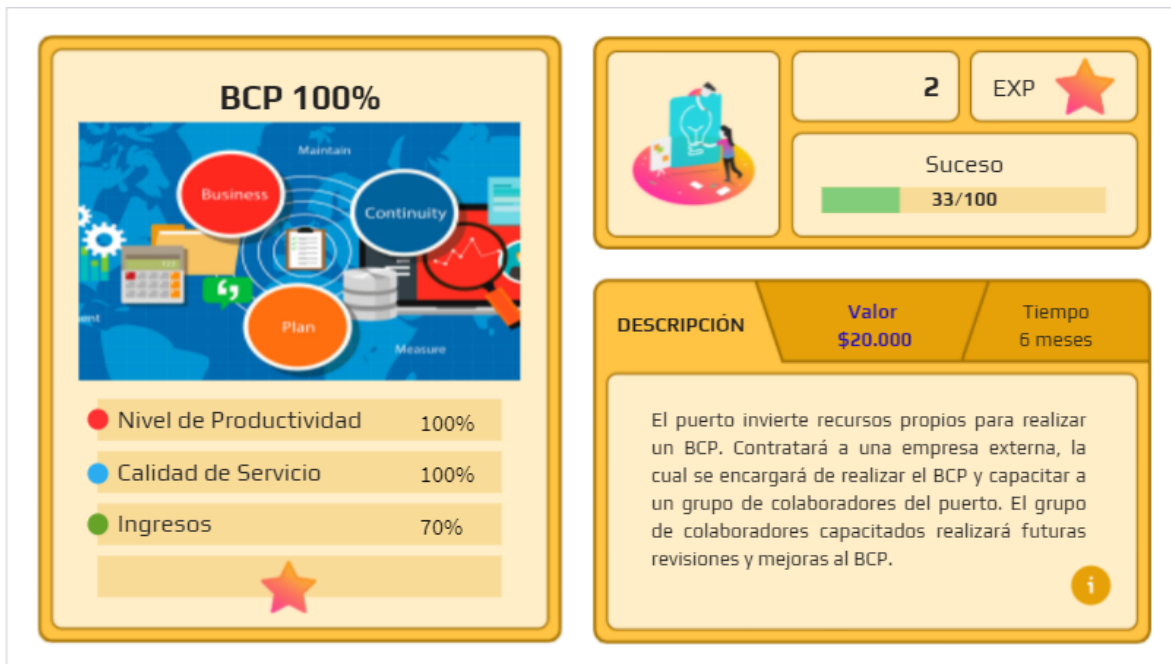 BCP 100%
Maintain
Business
Continuity
Plan
Measure
Nivel de Productividad 100%
Calidad de Servicio 100%
Ingresos 70%
2
EXP
Suceso
33/100
DESCRIPCIÓN
Valor
$20.000
Tiempo
6 meses
El puerto invierte recursos propios para realizar
un BCP. Contratará a una empresa externa, la
cual se encargará de realizar el BCP y capacitar a
un grupo de colaboradores del puerto. El grupo
de colaboradores capacitados realizará futuras
revisiones y mejoras al BCP.
i